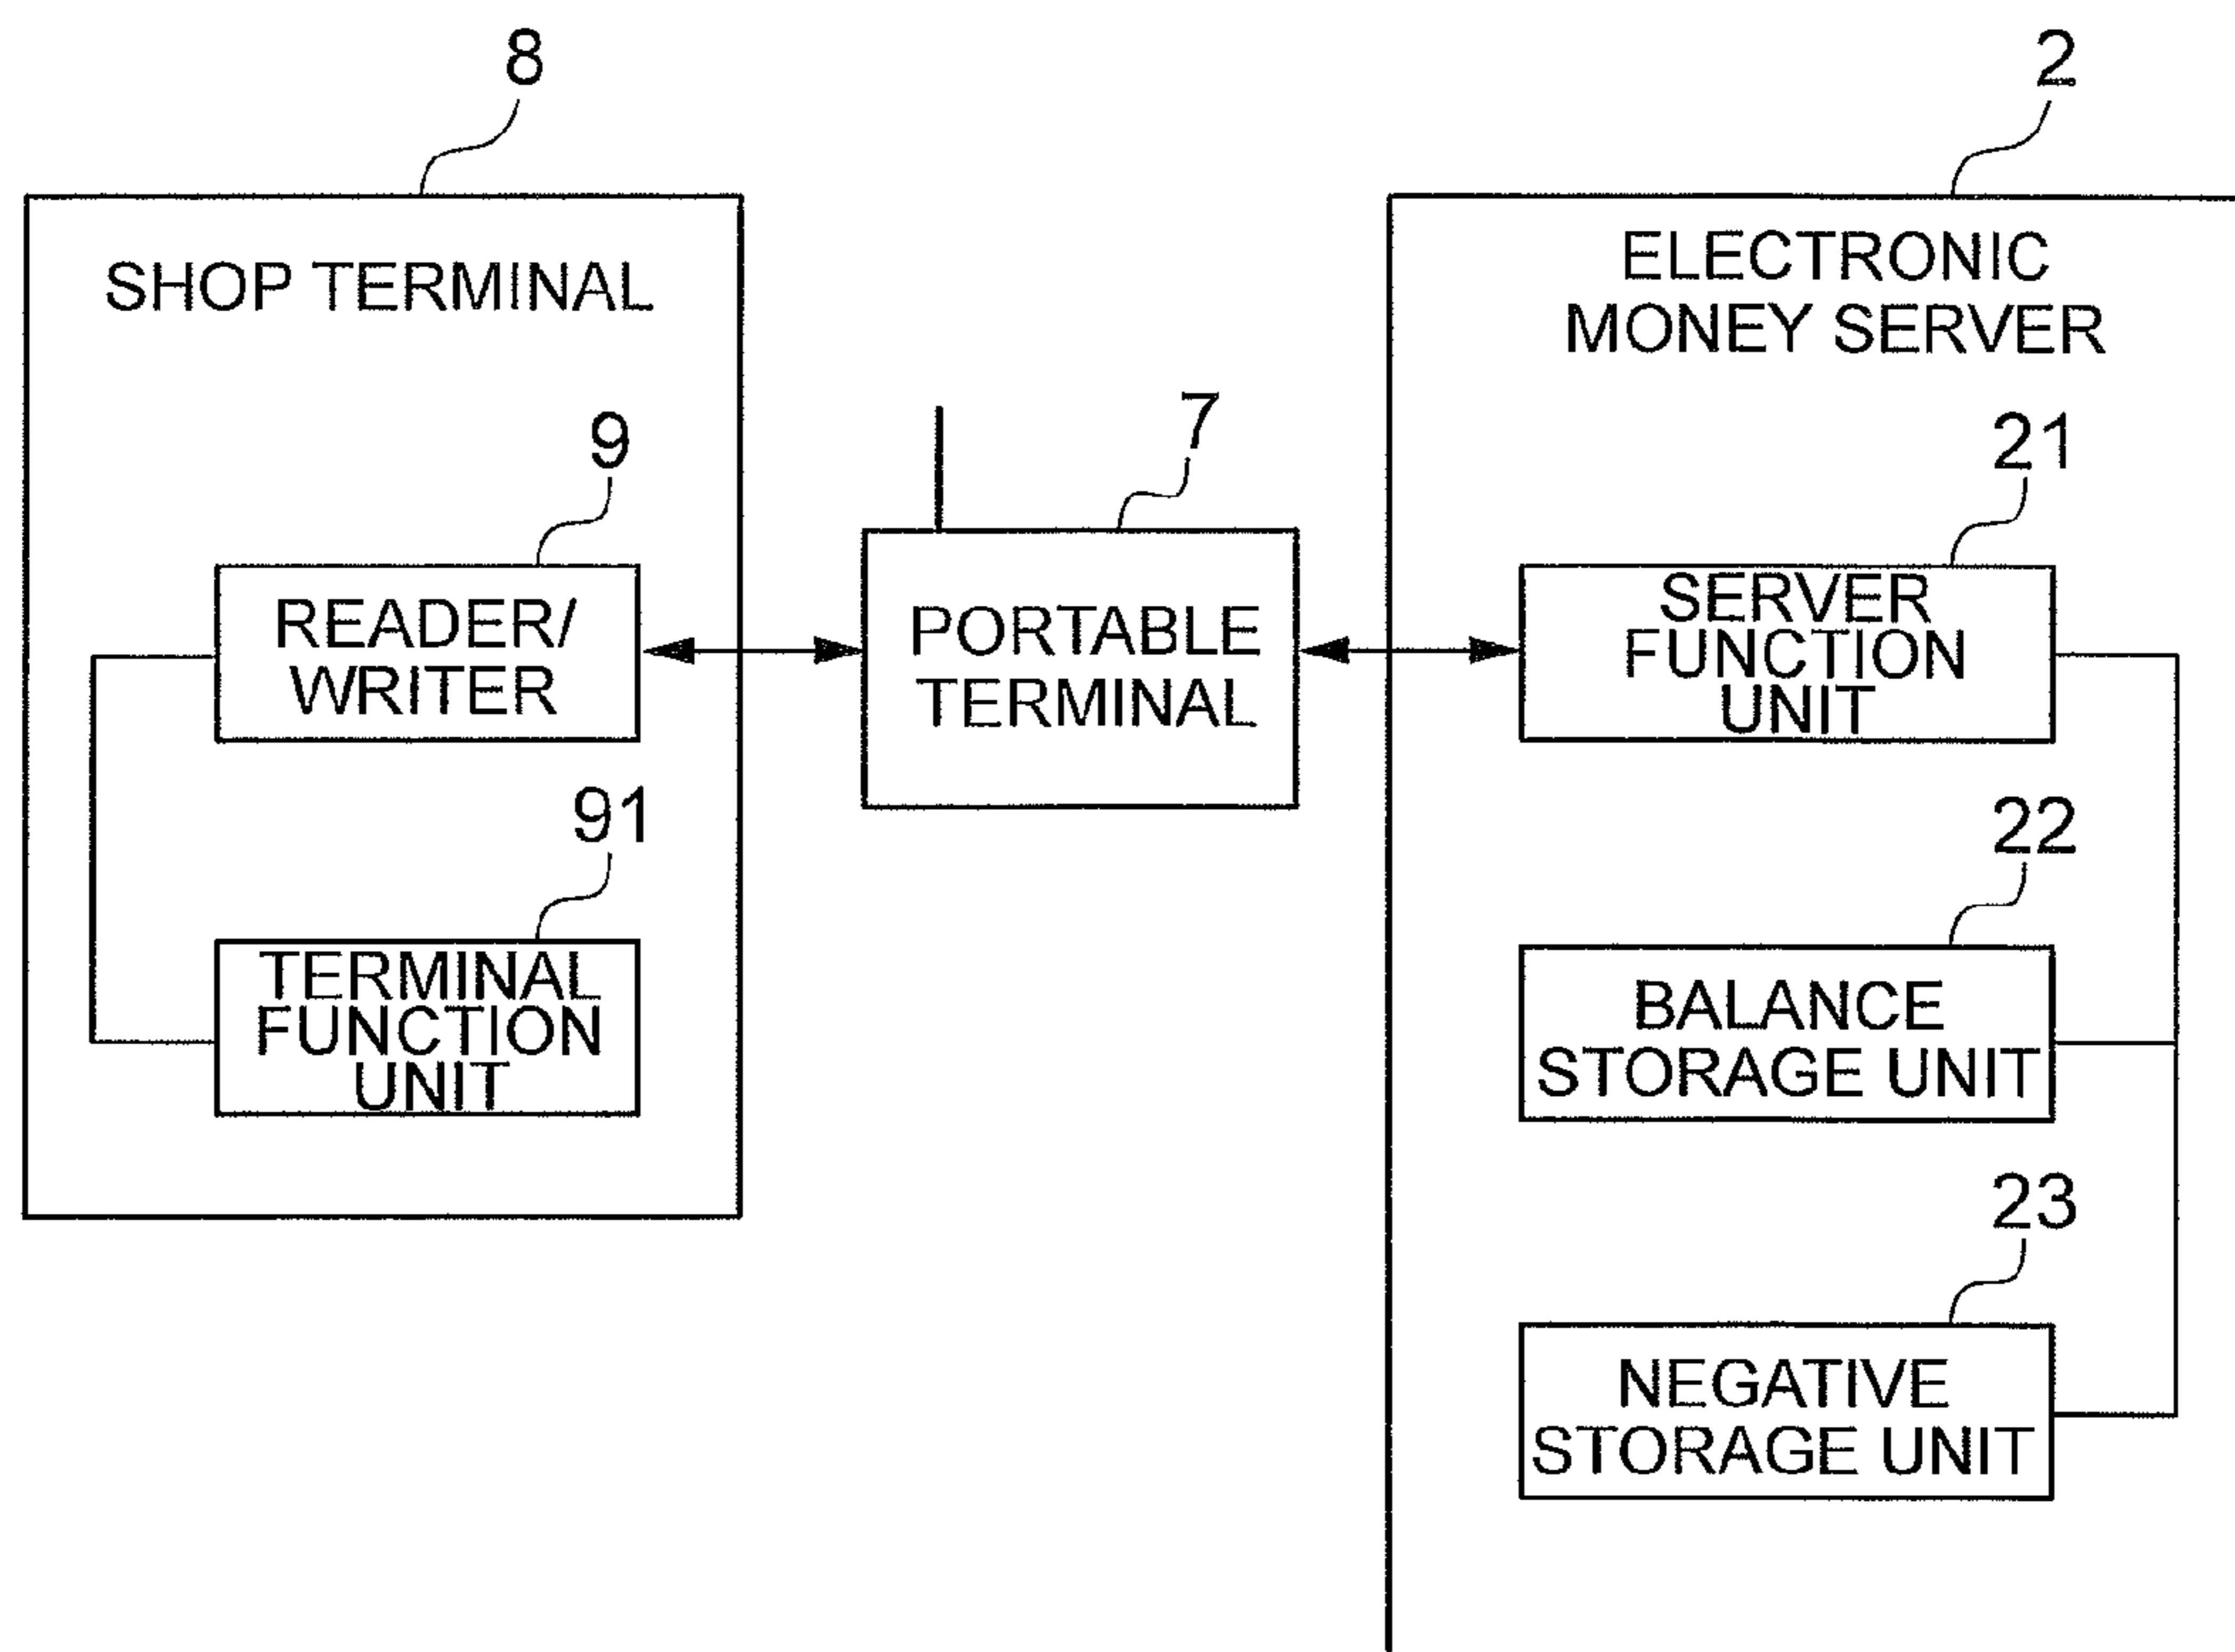 8
SHOP TERMINAL
9
READER/
WRITER
91
TERMINAL
FUNCTION
UNIT
7
PORTABLE
TERMINAL
2
ELECTRONIC
MONEY SERVER
21
SERVER
FUNCTION
UNIT
22
BALANCE
STORAGE UNIT
23
NEGATIVE
STORAGE UNIT